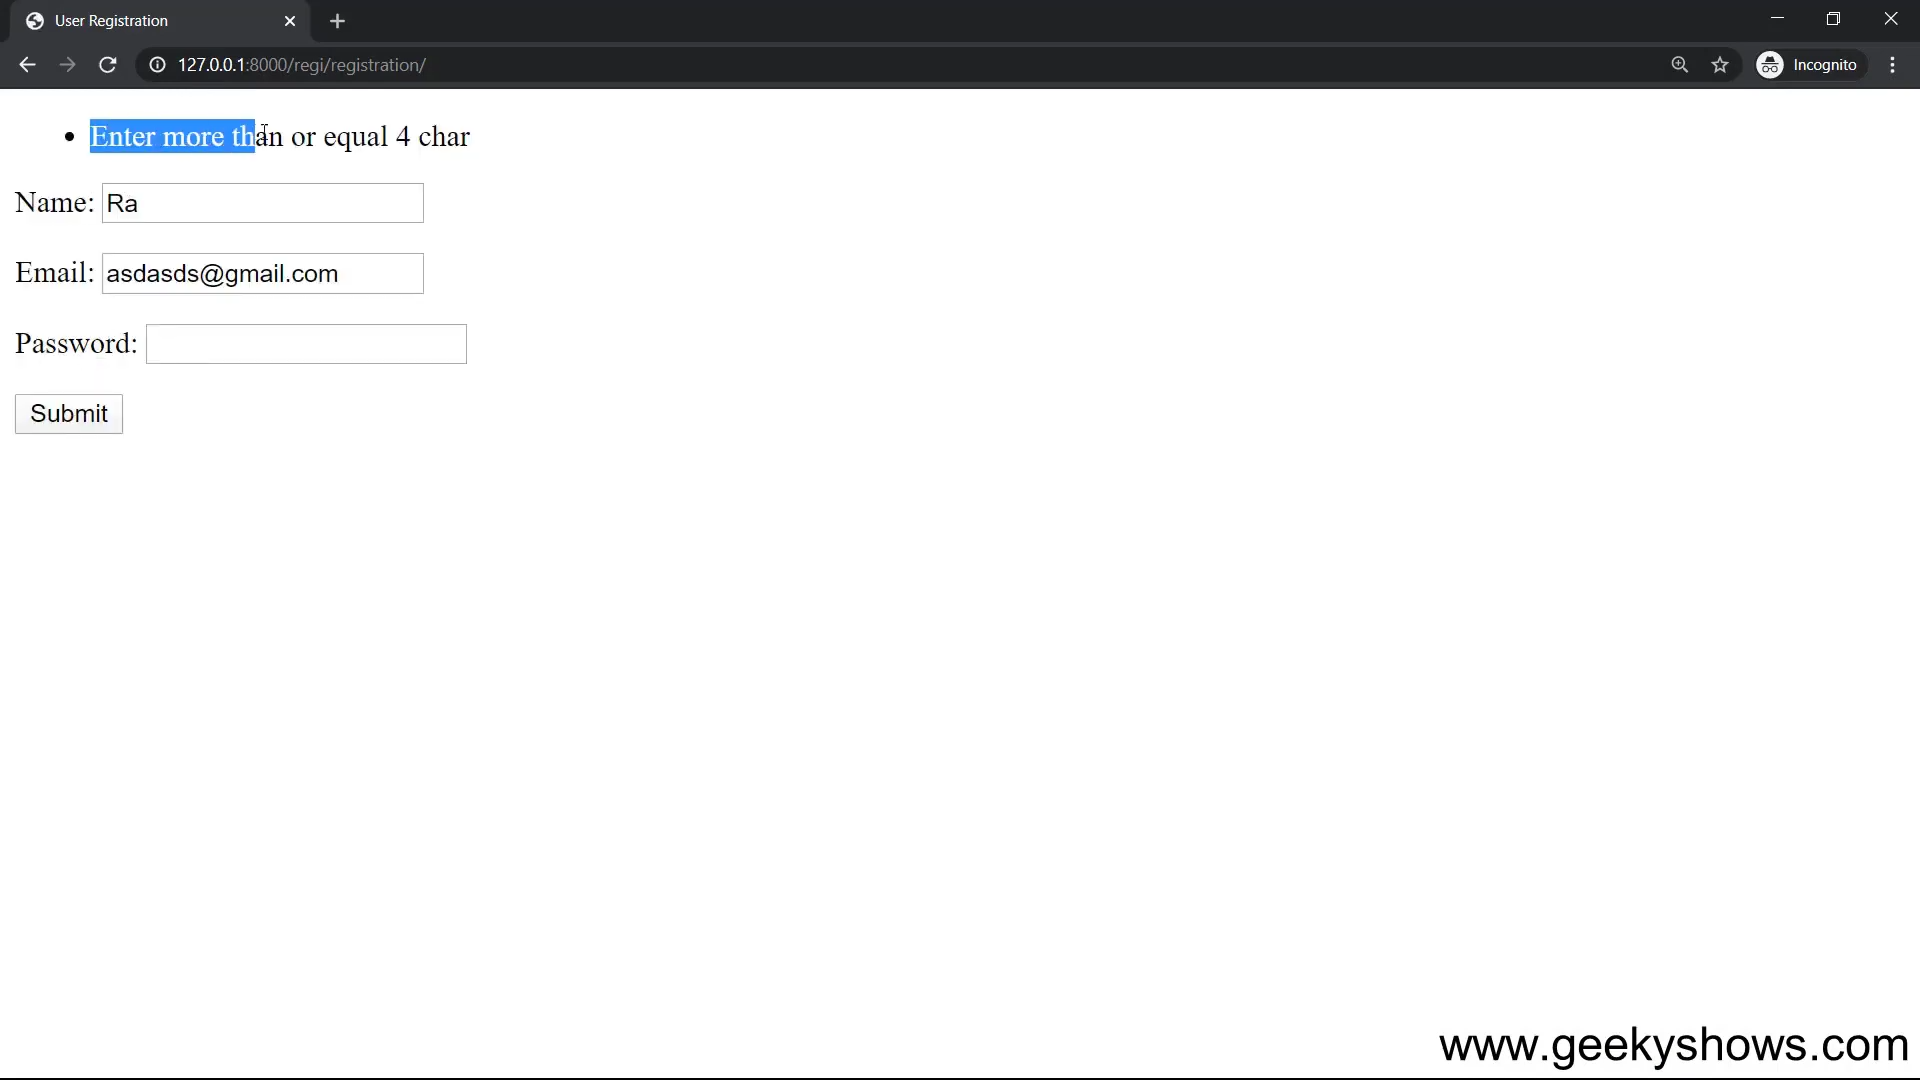 User Registration
127.0.0.1:8000/regi/registration/
Incognito
• Enter more than or equal 4 char
Name: Ra
Email: asdasds@gmail.com
Password:
Submit
www.geekyshows.com